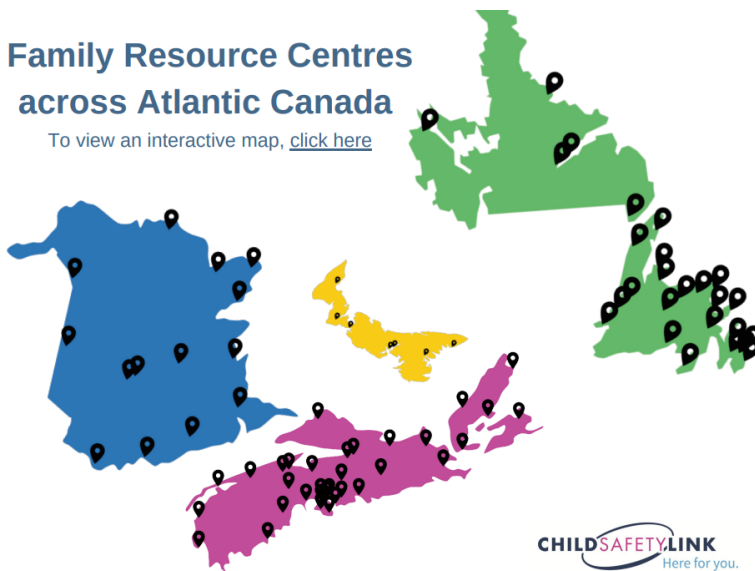 Family Resource Centres
across Atlantic Canada
To view an interactive map, click here
CHILDSAFETYLINK
Here for you.